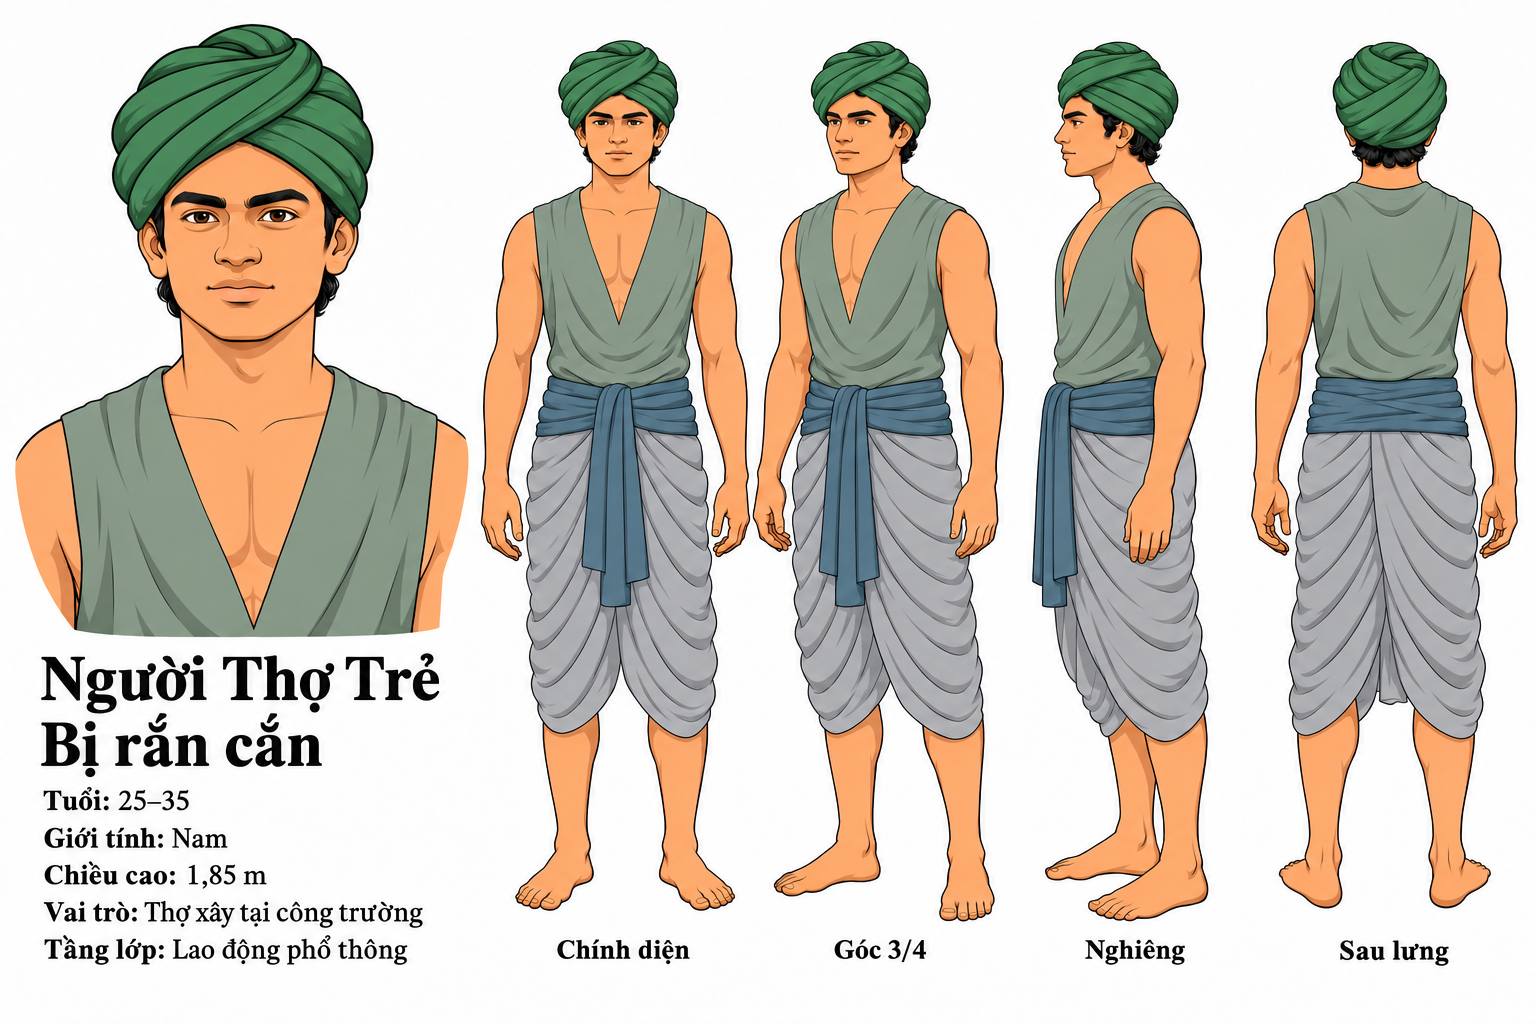 Người Thợ Trẻ
Bị rắn cắn
Tuổi: 25–35
Giới tính: Nam
Chiều cao: 1,85 m
Vai trò: Thợ xây tại công trường
Tầng lớp: Lao động phổ thông
Chính diện
Góc 3/4
Nghiêng
Sau lưng